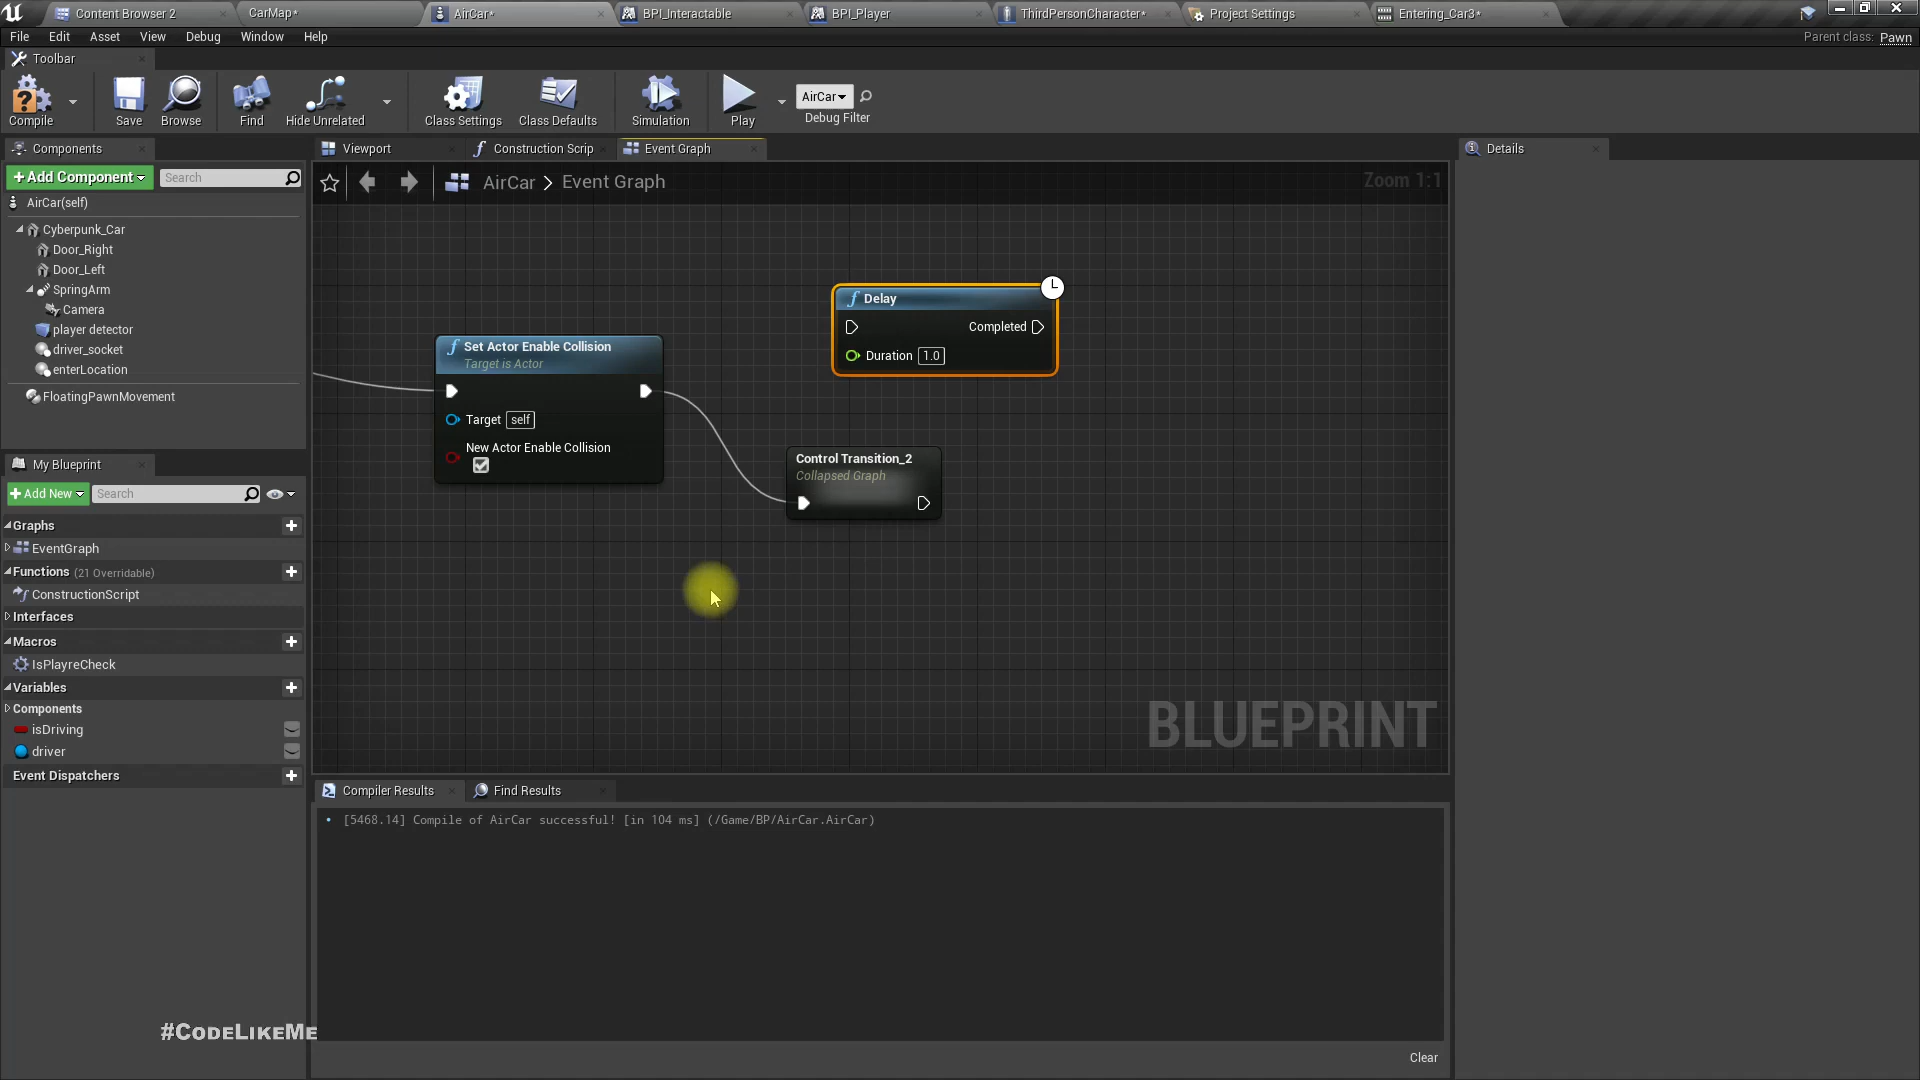 Content Browser 2
CarMap*
AirCar*
BPI_Interactable
BPI_Player
ThirdPersonCharacter*
Project Settings
Entering_Car3*
File Edit Asset View Debug Window Help
Parent class: Pawn
Toolbar
Compile
Save
Browse
Find
Hide Unrelated
Class Settings
Class Defaults
Simulation
Play
AirCar
Debug Filter
Components
Viewport
Construction Scrip
Event Graph
Details
+Add Component
Search
AirCar > Event Graph
Zoom 1:1
AirCar(self)
Cyberpunk_Car
Door_Right
Door_Left
SpringArm
Camera
player detector
driver_socket
enterLocation
FloatingPawnMovement
Delay
Completed
Duration 1.0
Set Actor Enable Collision
Target is Actor
Target self
New Actor Enable Collision
Control Transition_2
Collapsed Graph
My Blueprint
+Add New
Search
Graphs
EventGraph
Functions (21 Overridable)
ConstructionScript
Interfaces
Macros
IsPlayreCheck
Variables
Components
isDriving
driver
Event Dispatchers
BLUEPRINT
Compiler Results
Find Results
[5468.14] Compile of AirCar successful! [in 104 ms] (/Game/BP/AirCar.AirCar)
#CodeLikeMe
Clear